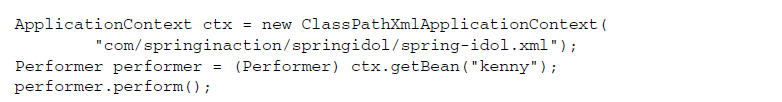 ApplicationContext ctx = new ClassPathXmlApplicationContext(
        "com/springinaction/springidol/spring-idol.xml");
Performer performer = (Performer) ctx.getBean("kenny");
performer.perform();